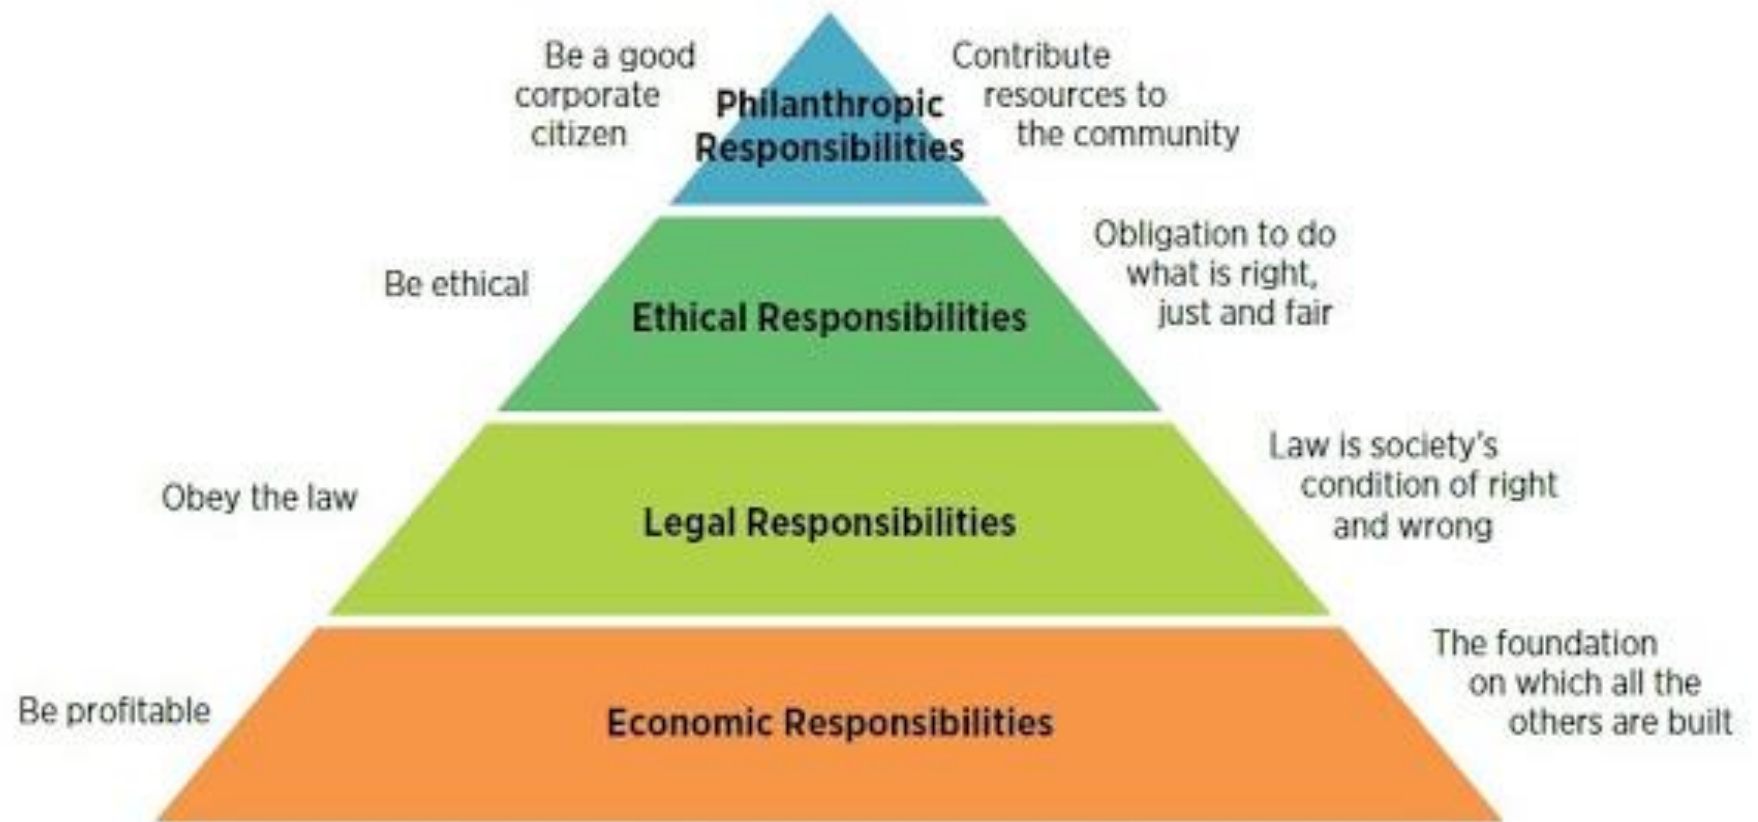 Be a good
corporate
citizen
Philanthropic
Responsibilities
Contribute
resources to
the community
Be ethical
Ethical Responsibilities
Obligation to do
what is right,
just and fair
Obey the law
Legal Responsibilities
Law is society's
condition of right
and wrong
Be profitable
Economic Responsibilities
The foundation
on which all the
others are built